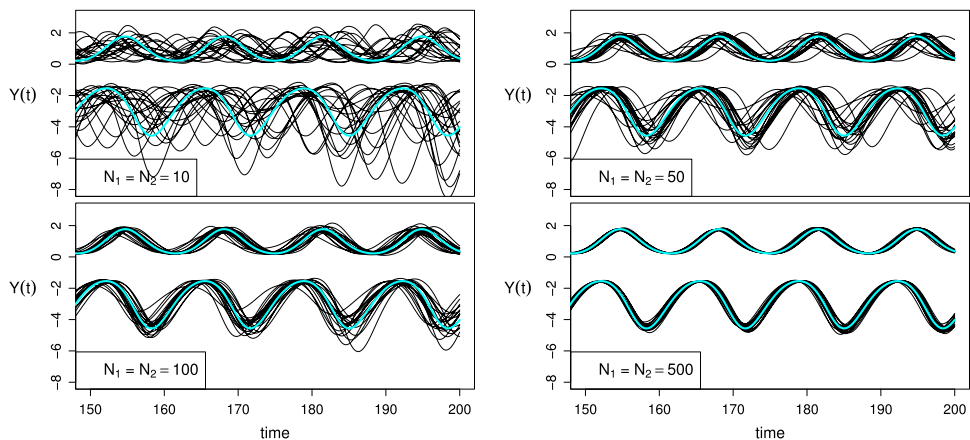 2
0
Y(t)
−2
−4
−6
−8
N₁ = N₂ = 10
2
0
Y(t)
−2
−4
−6
−8
N₁ = N₂ = 50
2
0
Y(t)
−2
−4
−6
−8
N₁ = N₂ = 100
150 160 170 180 190 200
time
2
0
Y(t)
−2
−4
−6
−8
N₁ = N₂ = 500
150 160 170 180 190 200
time